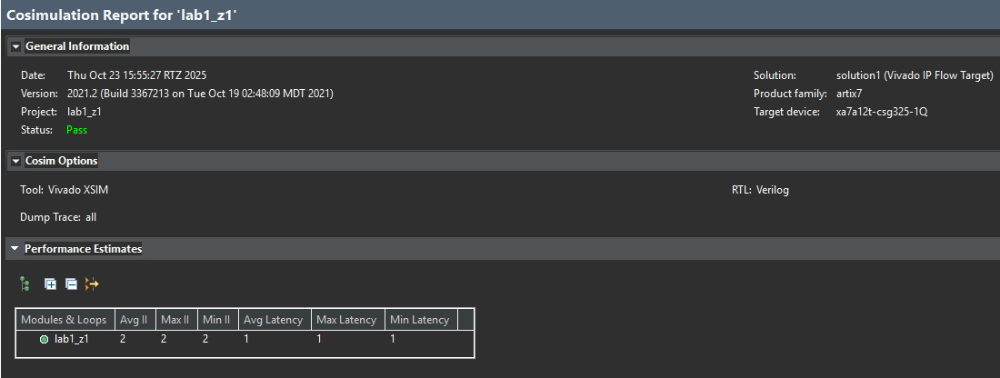 Cosimulation Report for 'lab1_z1'
General Information
Date: Thu Oct 23 15:55:27 RTZ 2025 Solution: solution1 (Vivado IP Flow Target)
Version: 2021.2 (Build 3367213 on Tue Oct 19 02:48:09 MDT 2021) Product family: artix7
Project: lab1_z1 Target device: xa7a12t-csg325-1Q
Status: Pass
Cosim Options
Tool: Vivado XSIM RTL: Verilog
Dump Trace: all
Performance Estimates
Modules & Loops Avg II Max II Min II Avg Latency Max Latency Min Latency
lab1_z1 2 2 2 1 1 1